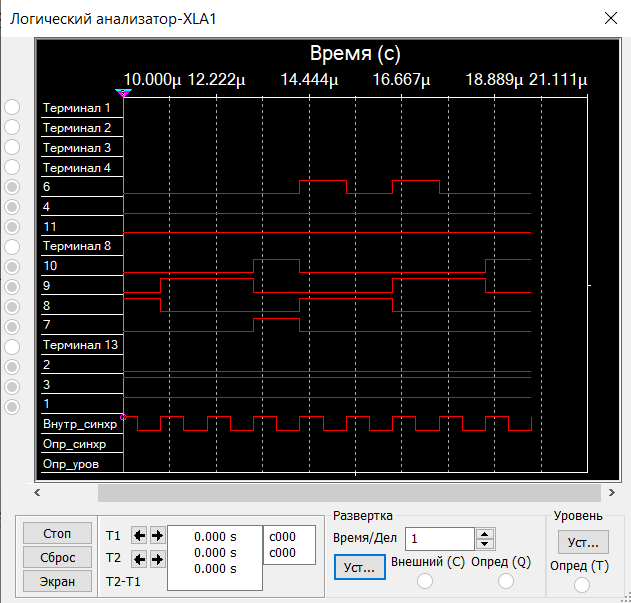 Логический анализатор-XLA1
Время (с)
10.000μ 12.222μ 14.444μ 16.667μ 18.889μ 21.111μ
Терминал 1
Терминал 2
Терминал 3
Терминал 4
6
4
11
Терминал 8
10
9
8
7
Терминал 13
2
3
1
Внутр_синхр
Опр_синхр
Опр_уров
Стоп
Сброс
Экран
T1
T2
T2-T1
0.000 s
0.000 s
0.000 s
c000
c000
Развертка
Время/Дел 1
Уст...
Внешний (C)
Опред (Q)
Уровень
Уст...
Опред (T)